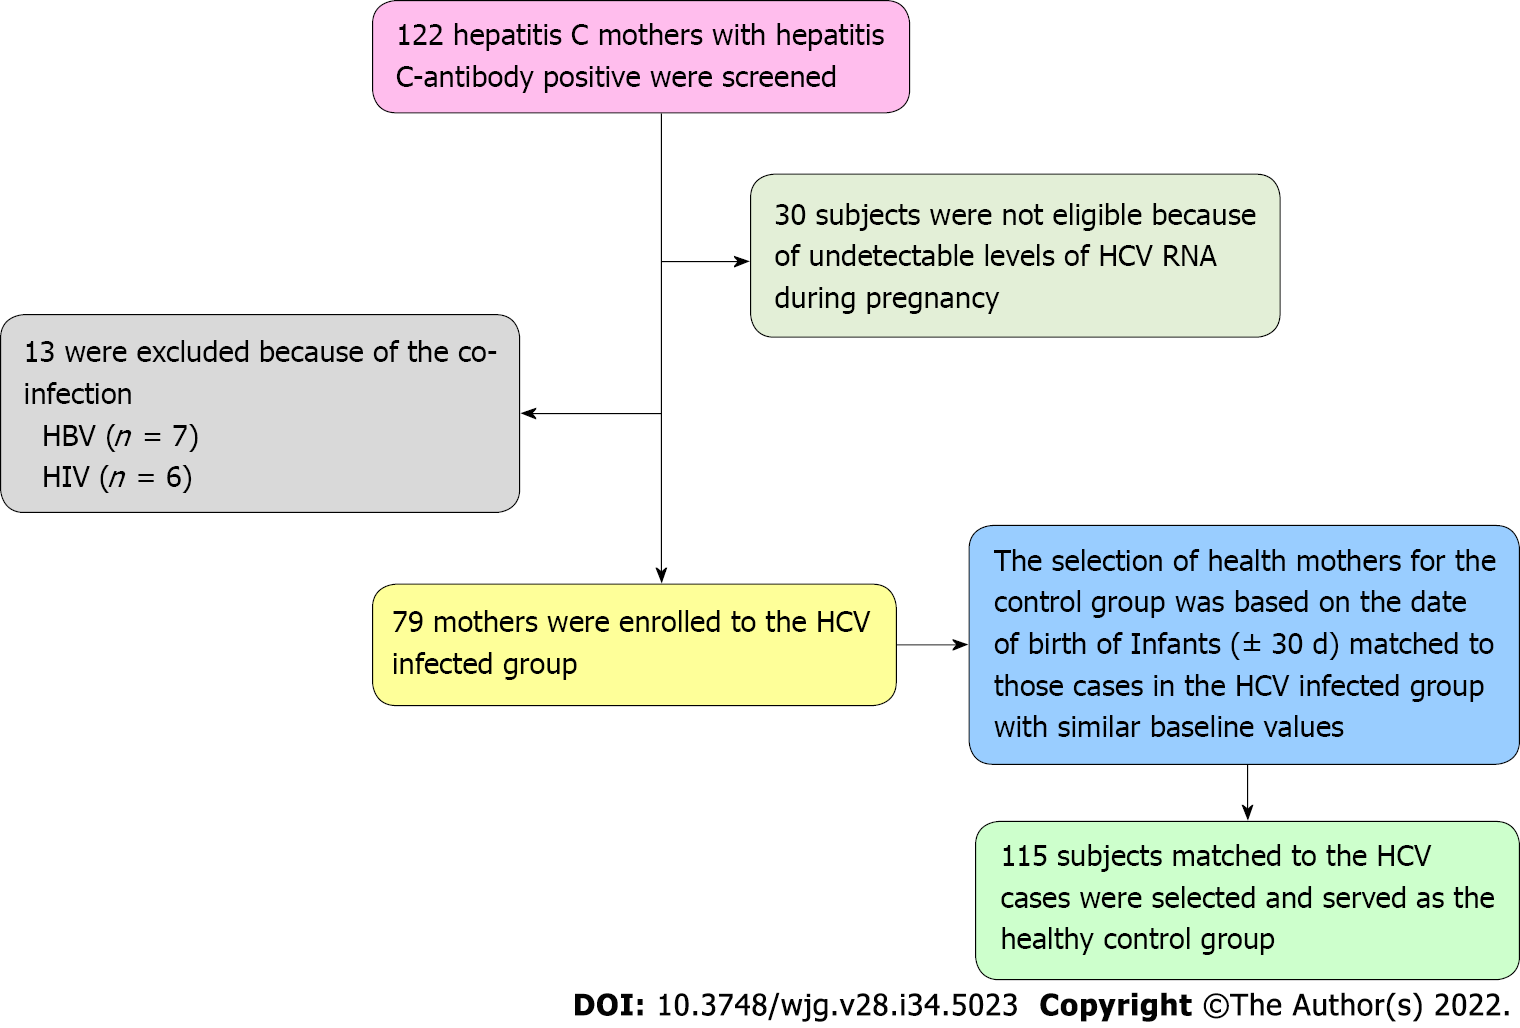 122 hepatitis C mothers with hepatitis
C-antibody positive were screened
30 subjects were not eligible because
of undetectable levels of HCV RNA
during pregnancy
13 were excluded because of the co-
infection
HBV (n = 7)
HIV (n = 6)
79 mothers were enrolled to the HCV
infected group
The selection of health mothers for the
control group was based on the date
of birth of Infants (± 30 d) matched to
those cases in the HCV infected group
with similar baseline values
115 subjects matched to the HCV
cases were selected and served as the
healthy control group
DOI: 10.3748/wjg.v28.i34.5023 Copyright ©The Author(s) 2022.